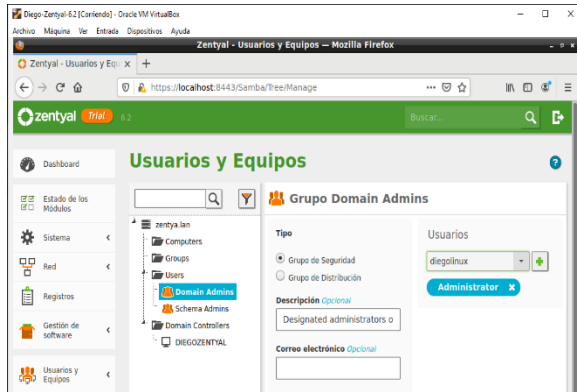 Diego-Zentyal-6.2 [Corriendo] - Oracle VM VirtualBox
Archivo Máquina Ver Entrada Dispositivos Ayuda
Zentyal - Usuarios y Equipos — Mozilla Firefox
Zentyal - Usuarios y Equ
https://localhost:8443/Samba/Tree/Manage
zentyal Trial 6.2
Buscar...
Dashboard
Estado de los Módulos
Sistema
Red
Registros
Gestión de software
Usuarios y Equipos
Usuarios y Equipos
zentya.lan
Computers
Groups
Users
Domain Admins
Schema Admins
Domain Controllers
DIEGOZENTYAL
Grupo Domain Admins
Tipo
Grupo de Seguridad
Grupo de Distribución
Descripción Opcional
Designated administrators o
Correo electrónico Opcional
Usuarios
diegolinux
Administrator x